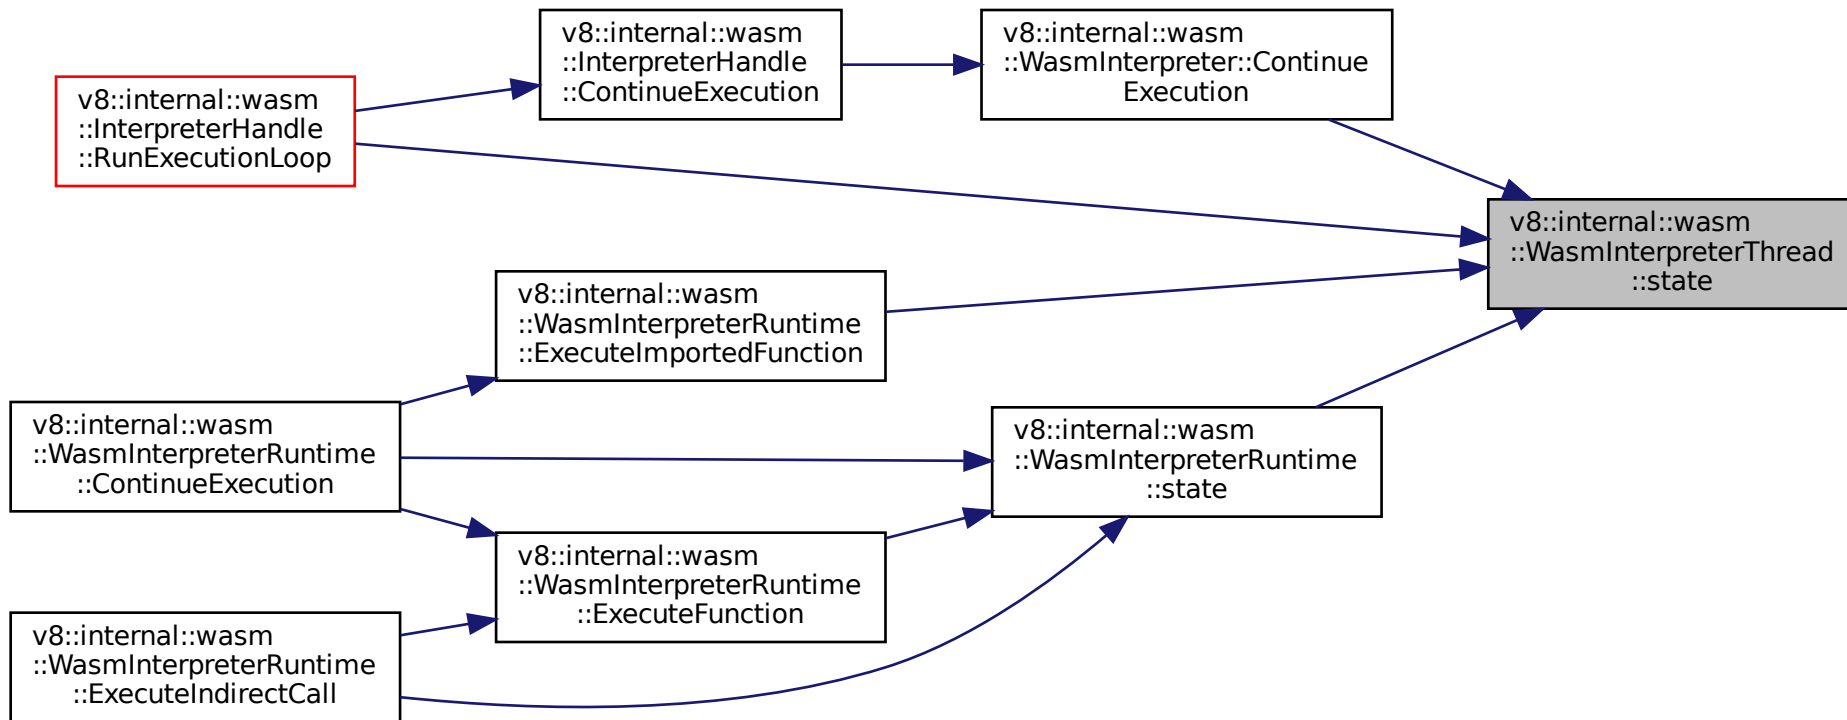 v8::internal::wasm
::InterpreterHandle
::ContinueExecution
v8::internal::wasm
::WasmInterpreter::Continue
Execution
v8::internal::wasm
::InterpreterHandle
::RunExecutionLoop
v8::internal::wasm
::WasmInterpreterThread
::state
v8::internal::wasm
::WasmInterpreterRuntime
::ExecuteImportedFunction
v8::internal::wasm
::WasmInterpreterRuntime
::ContinueExecution
v8::internal::wasm
::WasmInterpreterRuntime
::state
v8::internal::wasm
::WasmInterpreterRuntime
::ExecuteFunction
v8::internal::wasm
::WasmInterpreterRuntime
::ExecuteIndirectCall